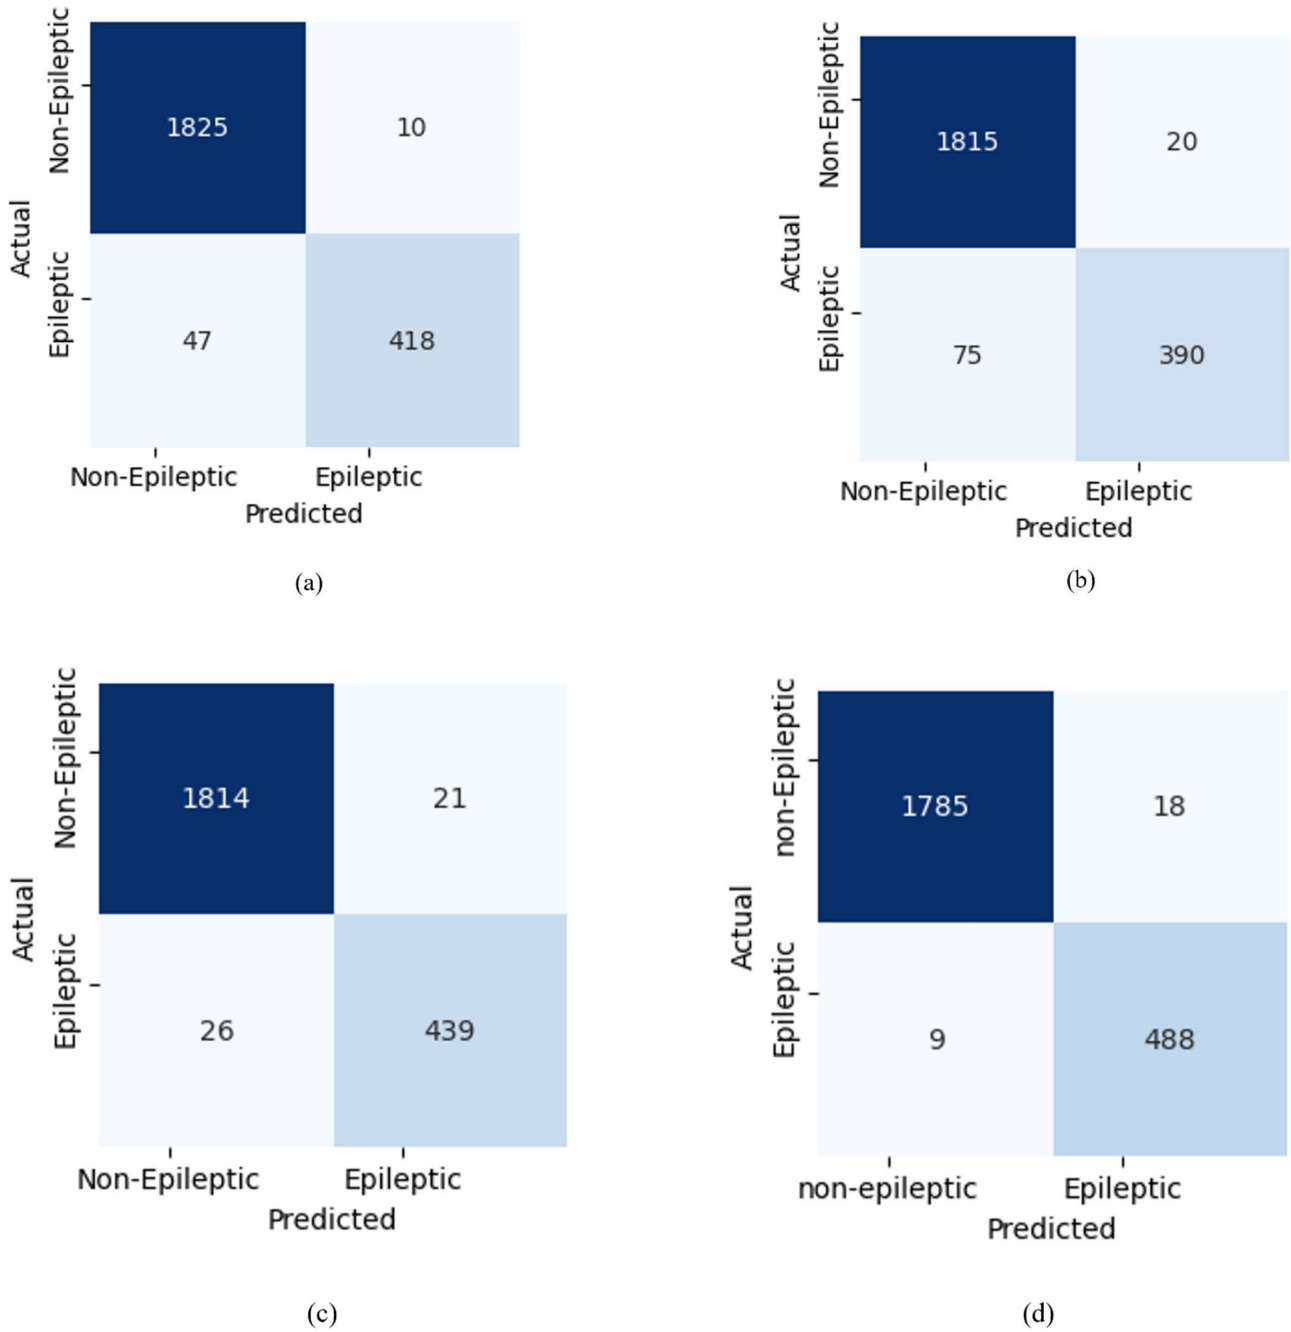 Non-Epileptic
1825
10
Actual
Epileptic
47
418
Non-Epileptic
Epileptic
Predicted
(a)
Non-Epileptic
1815
20
Actual
Epileptic
75
390
Non-Epileptic
Epileptic
Predicted
(b)
Non-Epileptic
1814
21
Actual
Epileptic
26
439
Non-Epileptic
Epileptic
Predicted
(c)
non-Epileptic
1785
18
Actual
Epileptic
9
488
non-epileptic
Epileptic
Predicted
(d)